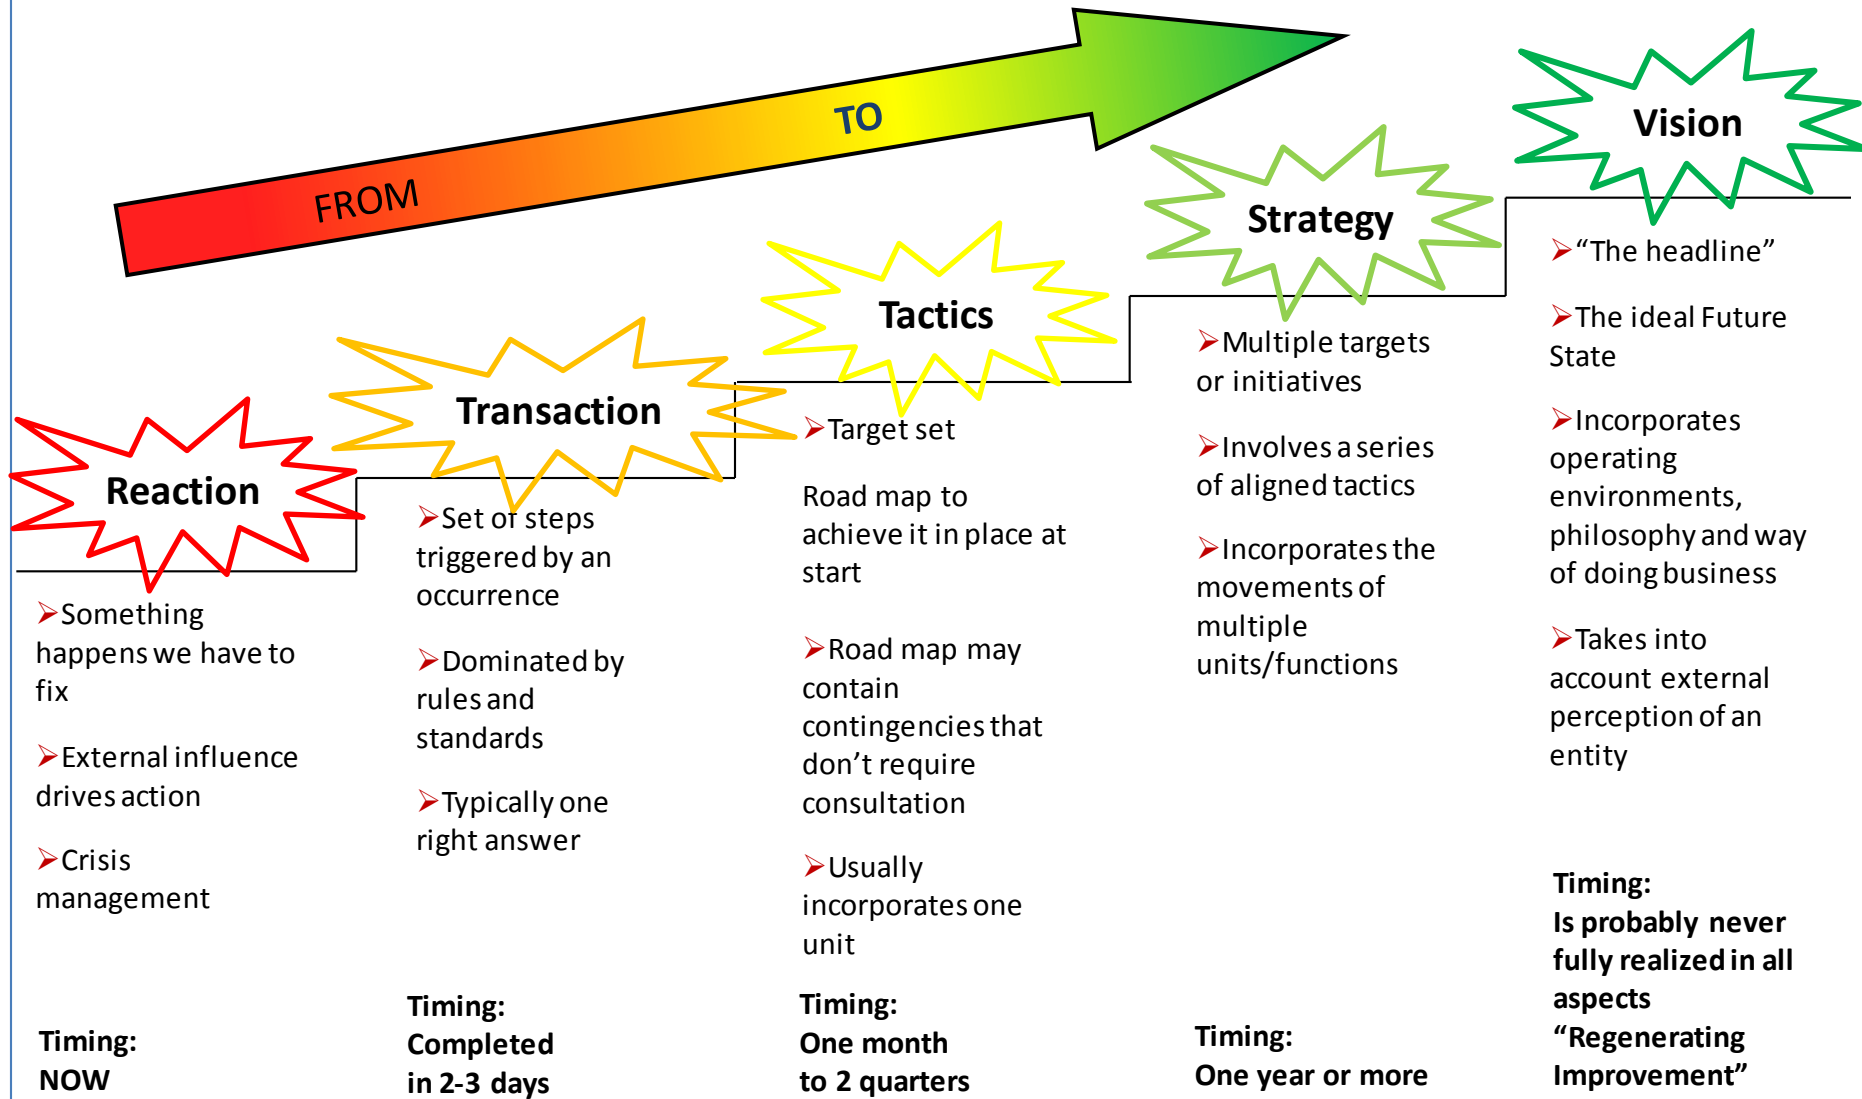 FROM
TO
Reaction
➢Something
happens we have to
fix
➢External influence
drives action
➢Crisis
management
Timing:
NOW
Transaction
➢Set of steps
triggered by an
occurrence
➢Dominated by
rules and
standards
➢Typically one
right answer
Timing:
Completed
in 2-3 days
Tactics
➢Target set
Road map to
achieve it in place at
start
➢Road map may
contain
contingencies that
don’t require
consultation
➢Usually
incorporates one
unit
Timing:
One month
to 2 quarters
Strategy
➢Multiple targets
or initiatives
➢Involves a series
of aligned tactics
➢Incorporates the
movements of
multiple
units/functions
Timing:
One year or more
Vision
➢“The headline”
➢The ideal Future
State
➢Incorporates
operating
environments,
philosophy and way
of doing business
➢Takes into
account external
perception of an
entity
Timing:
Is probably never
fully realized in all
aspects
“Regenerating
Improvement”